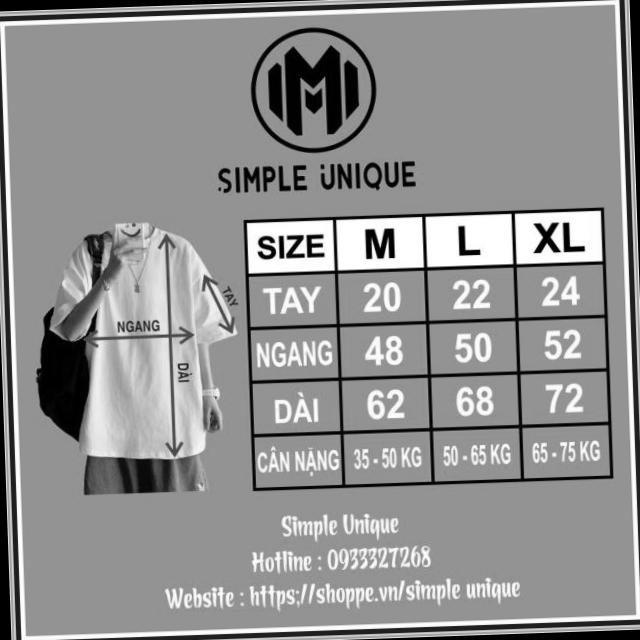 SIMPLE UNIQUE
SIZE M L XL
TAY 20 22 24
NGANG 48 50 52
DÀI 62 68 72
CÂN NẶNG 35 - 50 KG 50 - 65 KG 65 - 75 KG
TAY
NGANG
DÀI
Simple Unique
Hotline : 0933327268
Website : https;//shoppe.vn/simple unique